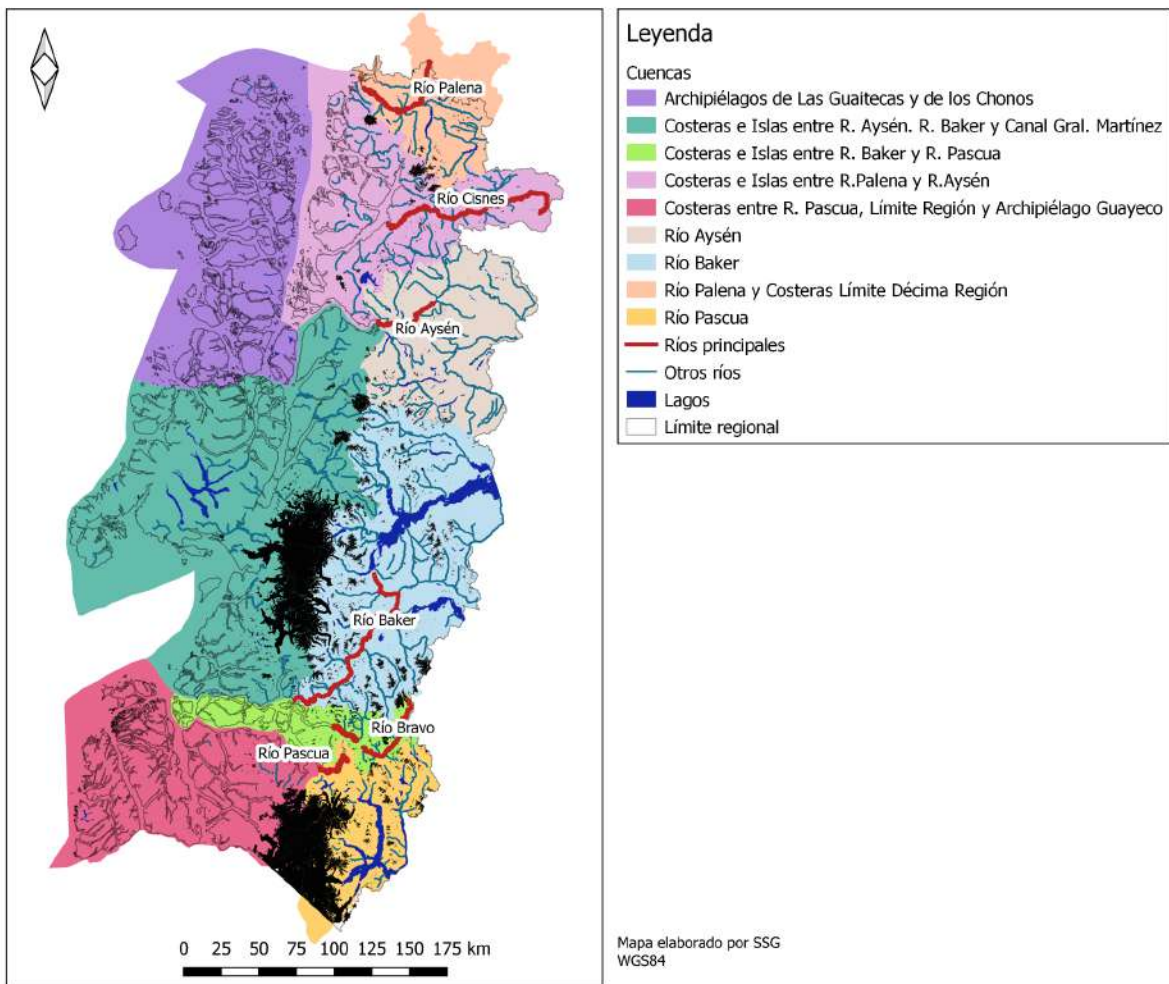 Río Palena
Río Cisnes
Río Aysén
Río Baker
Río Bravo
Río Pascua
0 25 50 75 100 125 150 175 km
Leyenda
Cuencas
Archipiélagos de Las Guaitecas y de los Chonos
Costeras e Islas entre R. Aysén. R. Baker y Canal Gral. Martínez
Costeras e Islas entre R. Baker y R. Pascua
Costeras e Islas entre R.Palena y R.Aysén
Costeras entre R. Pascua, Límite Región y Archipiélago Guayeco
Río Aysén
Río Baker
Río Palena y Costeras Límite Décima Región
Río Pascua
Ríos principales
Otros ríos
Lagos
Límite regional
Mapa elaborado por SSG
WGS84